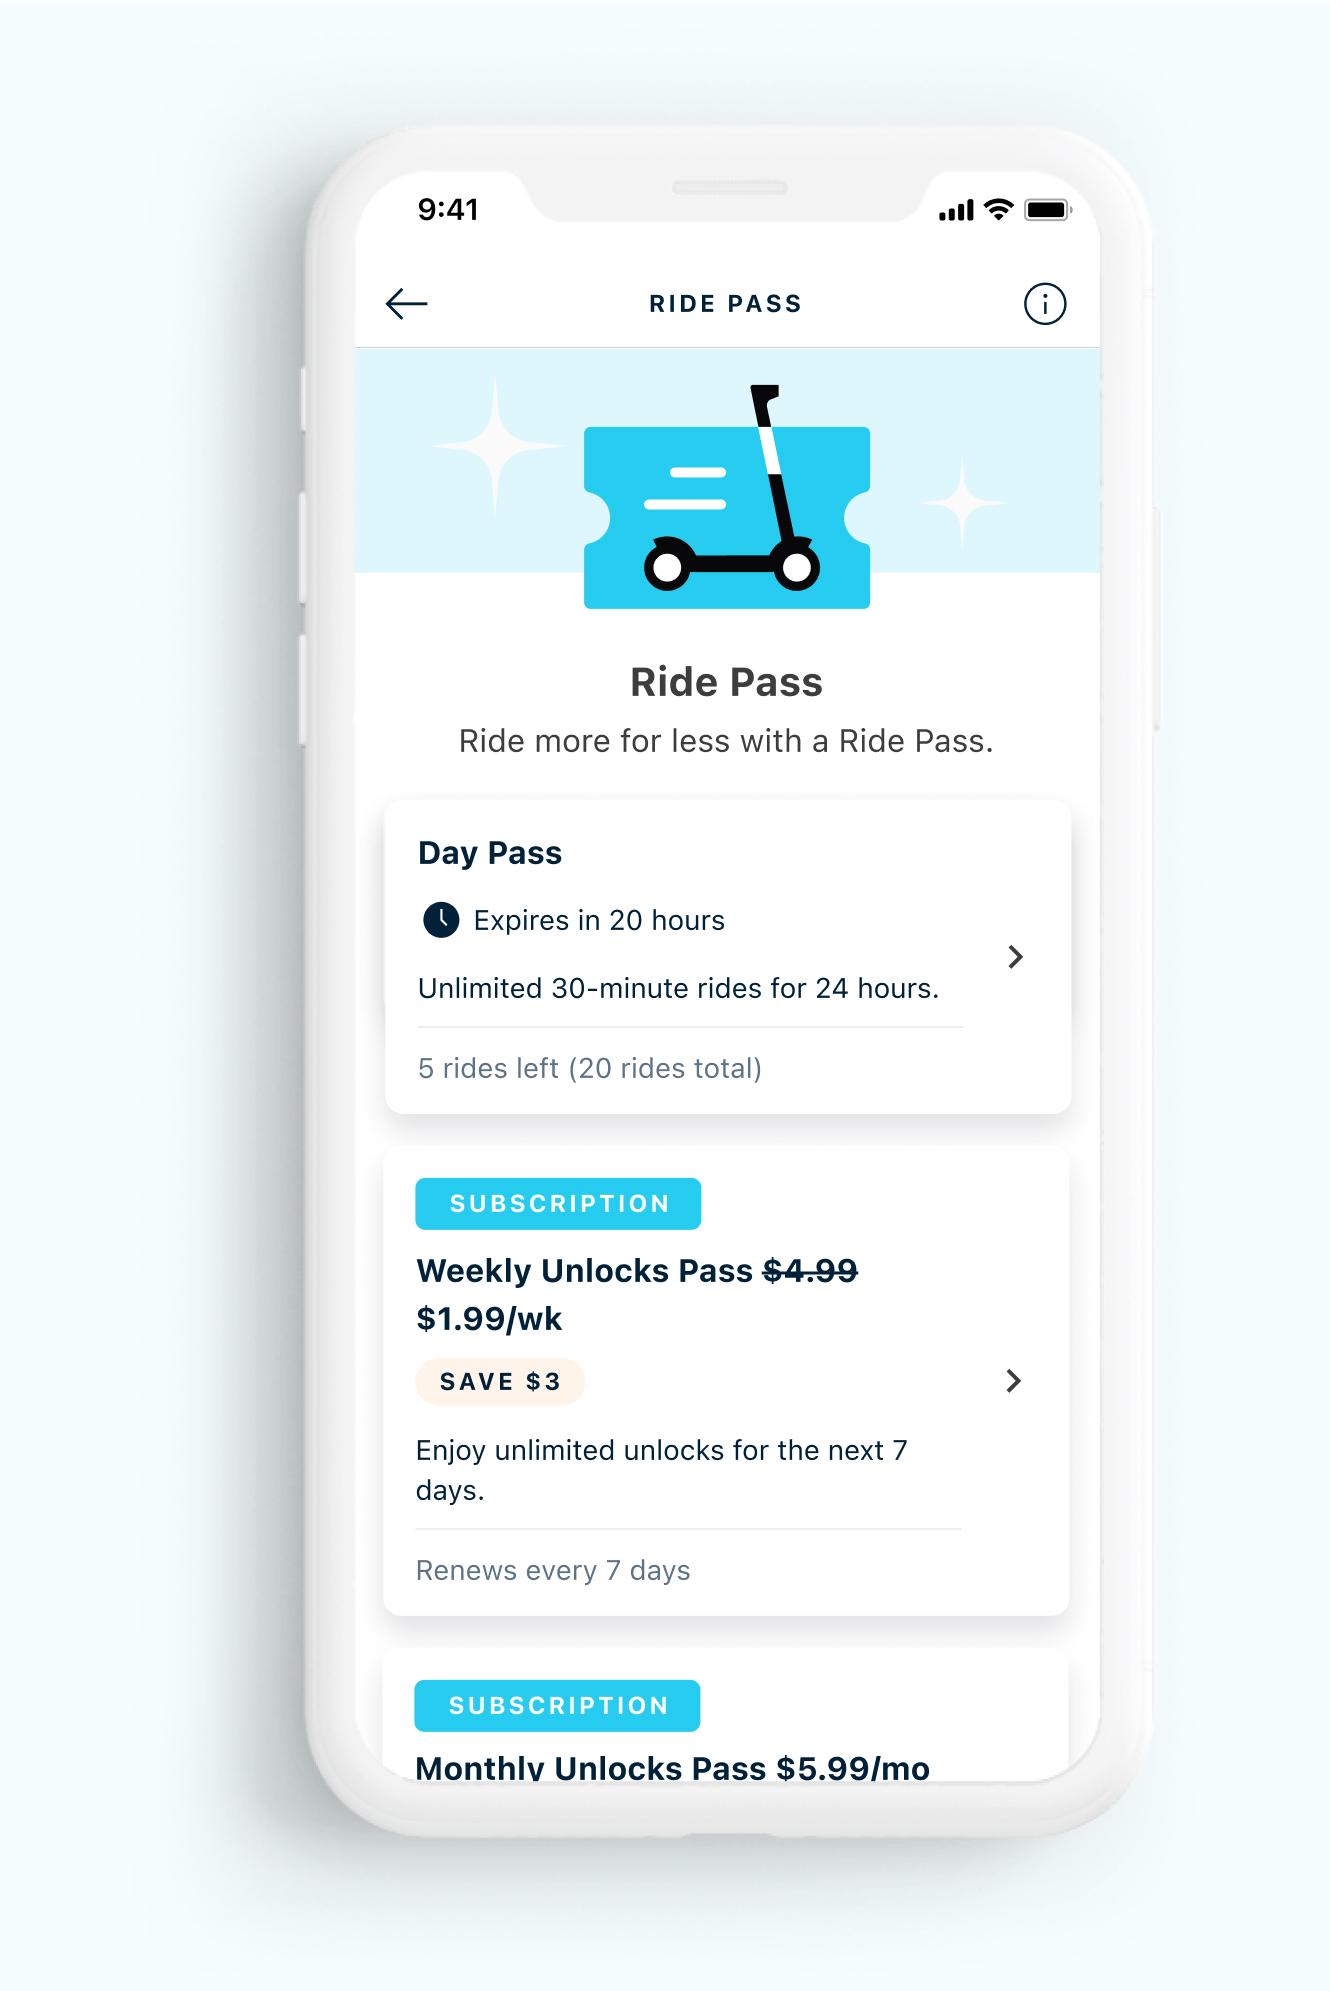 9:41
RIDE PASS
Ride Pass
Ride more for less with a Ride Pass.
Day Pass
Expires in 20 hours
Unlimited 30-minute rides for 24 hours.
5 rides left (20 rides total)
SUBSCRIPTION
Weekly Unlocks Pass $4.99
$1.99/wk
SAVE $3
Enjoy unlimited unlocks for the next 7
days.
Renews every 7 days
SUBSCRIPTION
Monthly Unlocks Pass $5.99/mo